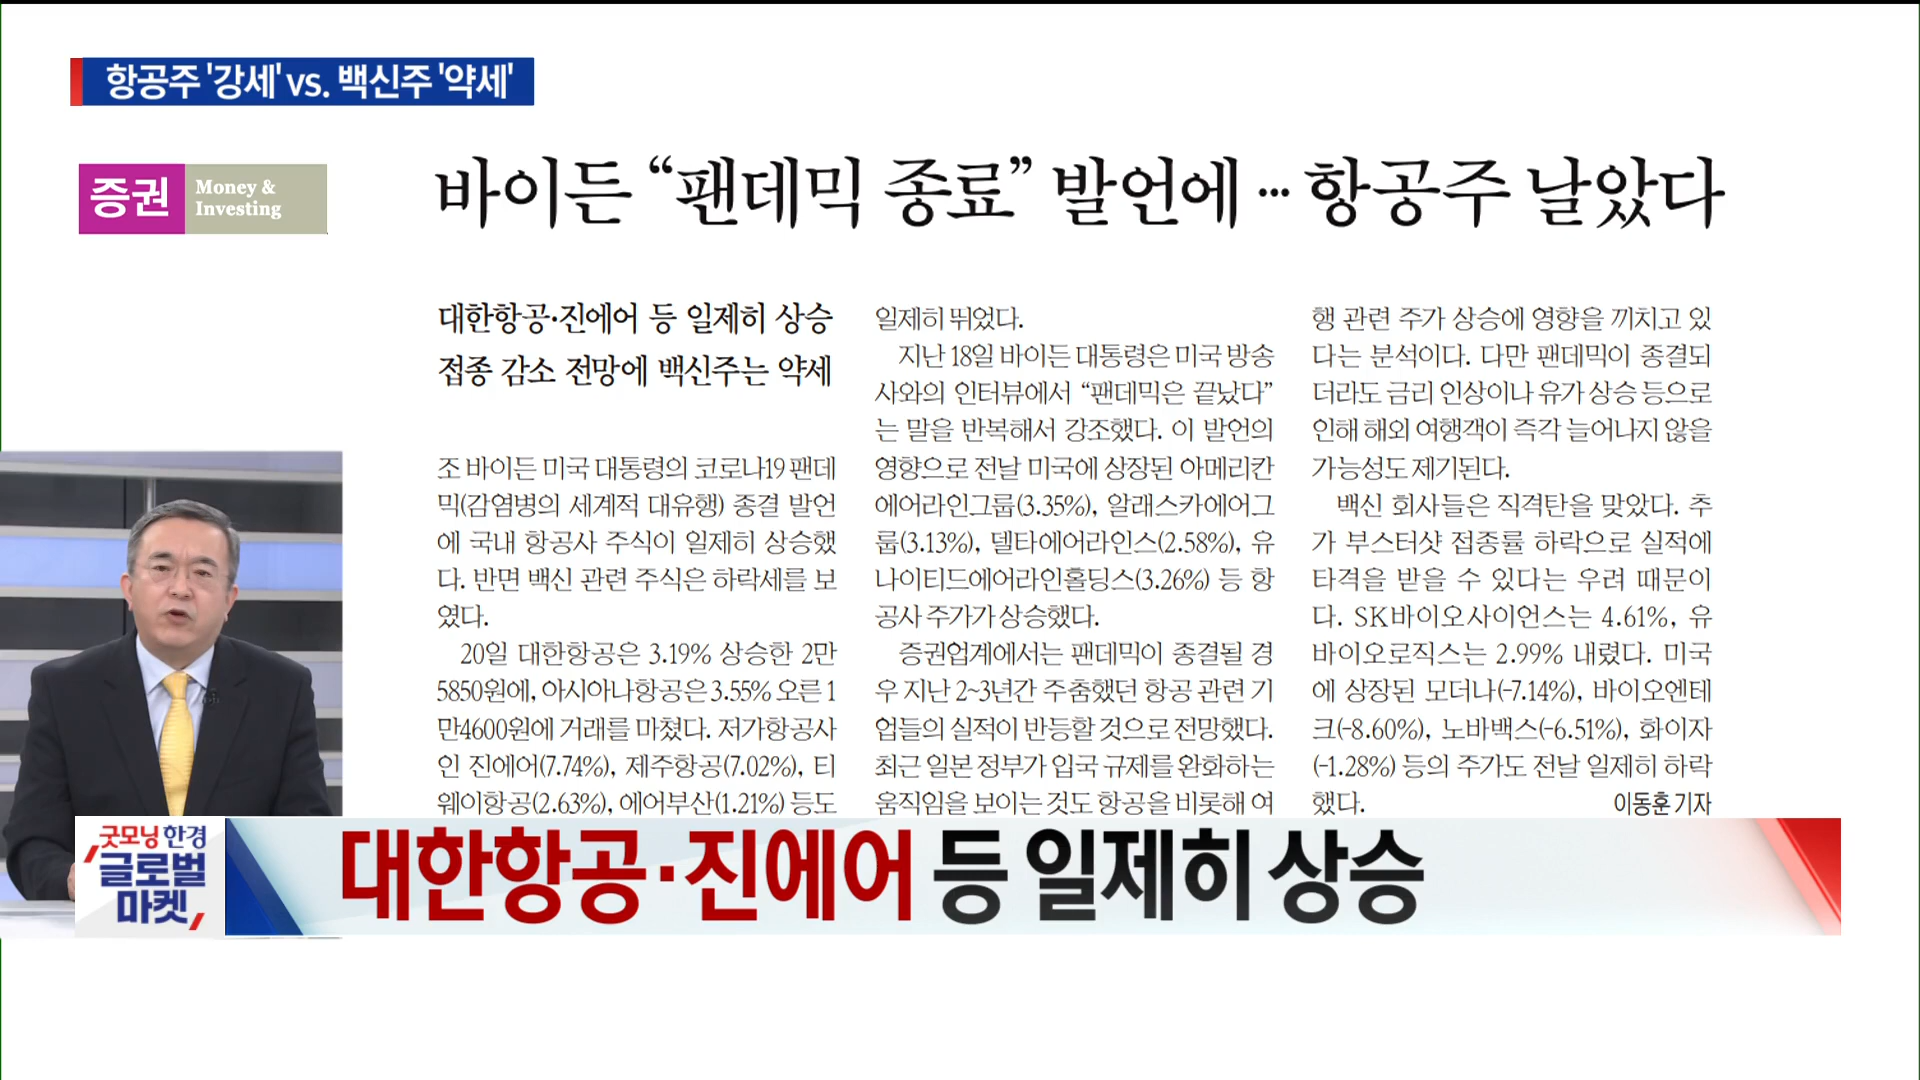 항공주 '강세' vs. 백신주 '약세'
증권
Money &
Investing
바이든 “팬데믹 종료” 발언에 … 항공주 날았다
대한항공·진에어 등 일제히 상승
접종 감소 전망에 백신주는 약세
조 바이든 미국 대통령의 코로나19 팬데
믹(감염병의 세계적 대유행) 종결 발언
에 국내 항공사 주식이 일제히 상승했
다. 반면 백신 관련 주식은 하락세를 보
였다.
20일 대한항공은 3.19% 상승한 2만
5850원에, 아시아나항공은 3.55% 오른 1
만4600원에 거래를 마쳤다. 저가항공사
인 진에어(7.74%), 제주항공(7.02%), 티
웨이항공(2.63%), 에어부산(1.21%) 등도
일제히 뛰었다.
지난 18일 바이든 대통령은 미국 방송
사와의 인터뷰에서 “팬데믹은 끝났다”
는 말을 반복해서 강조했다. 이 발언의
영향으로 전날 미국에 상장된 아메리칸
에어라인그룹(3.35%), 알래스카에어그
룹(3.13%), 델타에어라인스(2.58%), 유
나이티드에어라인홀딩스(3.26%) 등 항
공사 주가가 상승했다.
증권업계에서는 팬데믹이 종결될 경
우 지난 2~3년간 주춤했던 항공 관련 기
업들의 실적이 반등할 것으로 전망했다.
최근 일본 정부가 입국 규제를 완화하는
움직임을 보이는 것도 항공을 비롯해 여
행 관련 주가 상승에 영향을 끼치고 있
다는 분석이다. 다만 팬데믹이 종결되
더라도 금리 인상이나 유가 상승 등으로
인해 해외 여행객이 즉각 늘어나지 않을
가능성도 제기된다.
백신 회사들은 직격탄을 맞았다. 추
가 부스터샷 접종률 하락으로 실적에
타격을 받을 수 있다는 우려 때문이
다. SK바이오사이언스는 4.61%, 유
바이오로직스는 2.99% 내렸다. 미국
에 상장된 모더나(-7.14%), 바이오엔테
크(-8.60%), 노바백스(-6.51%), 화이자
(-1.28%) 등의 주가도 전날 일제히 하락
했다. 이동훈 기자
굿모닝 한경
글로벌
마켓
대한항공·진에어 등 일제히 상승